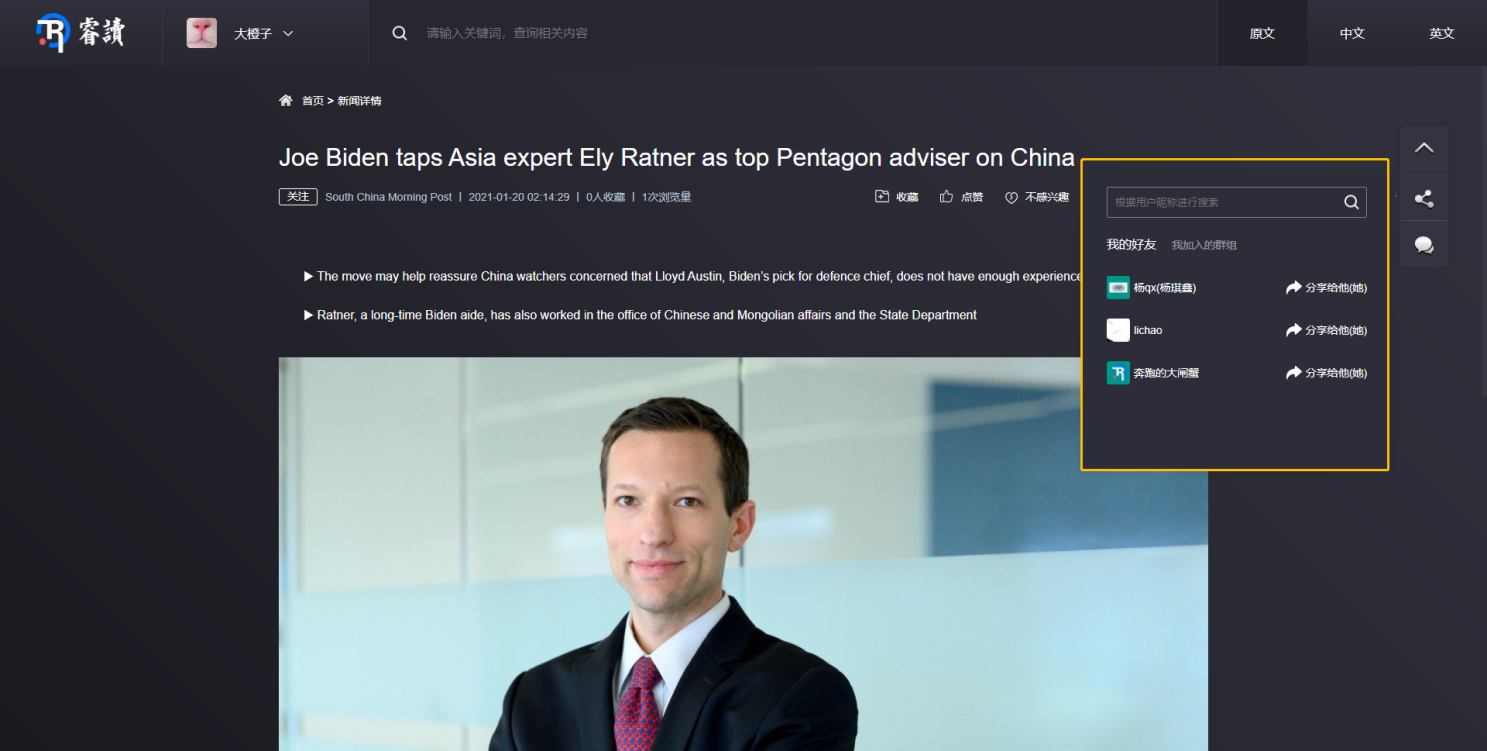 睿讀
大橙子
请输入关键词，查询相关内容
原文
中文
英文
首页 > 新闻详情
Joe Biden taps Asia expert Ely Ratner as top Pentagon adviser on China
关注 South China Morning Post | 2021-01-20 02:14:29 | 0人收藏 | 1次浏览量
收藏
点赞
不感兴趣
▶ The move may help reassure China watchers concerned that Lloyd Austin, Biden's pick for defence chief, does not have enough experience
▶ Ratner, a long-time Biden aide, has also worked in the office of Chinese and Mongolian affairs and the State Department
根据用户昵称进行搜索
我的好友 我加入的群组
杨qx(杨琪鑫) 分享给他(她)
lichao 分享给他(她)
奔跑的大闸蟹 分享给他(她)